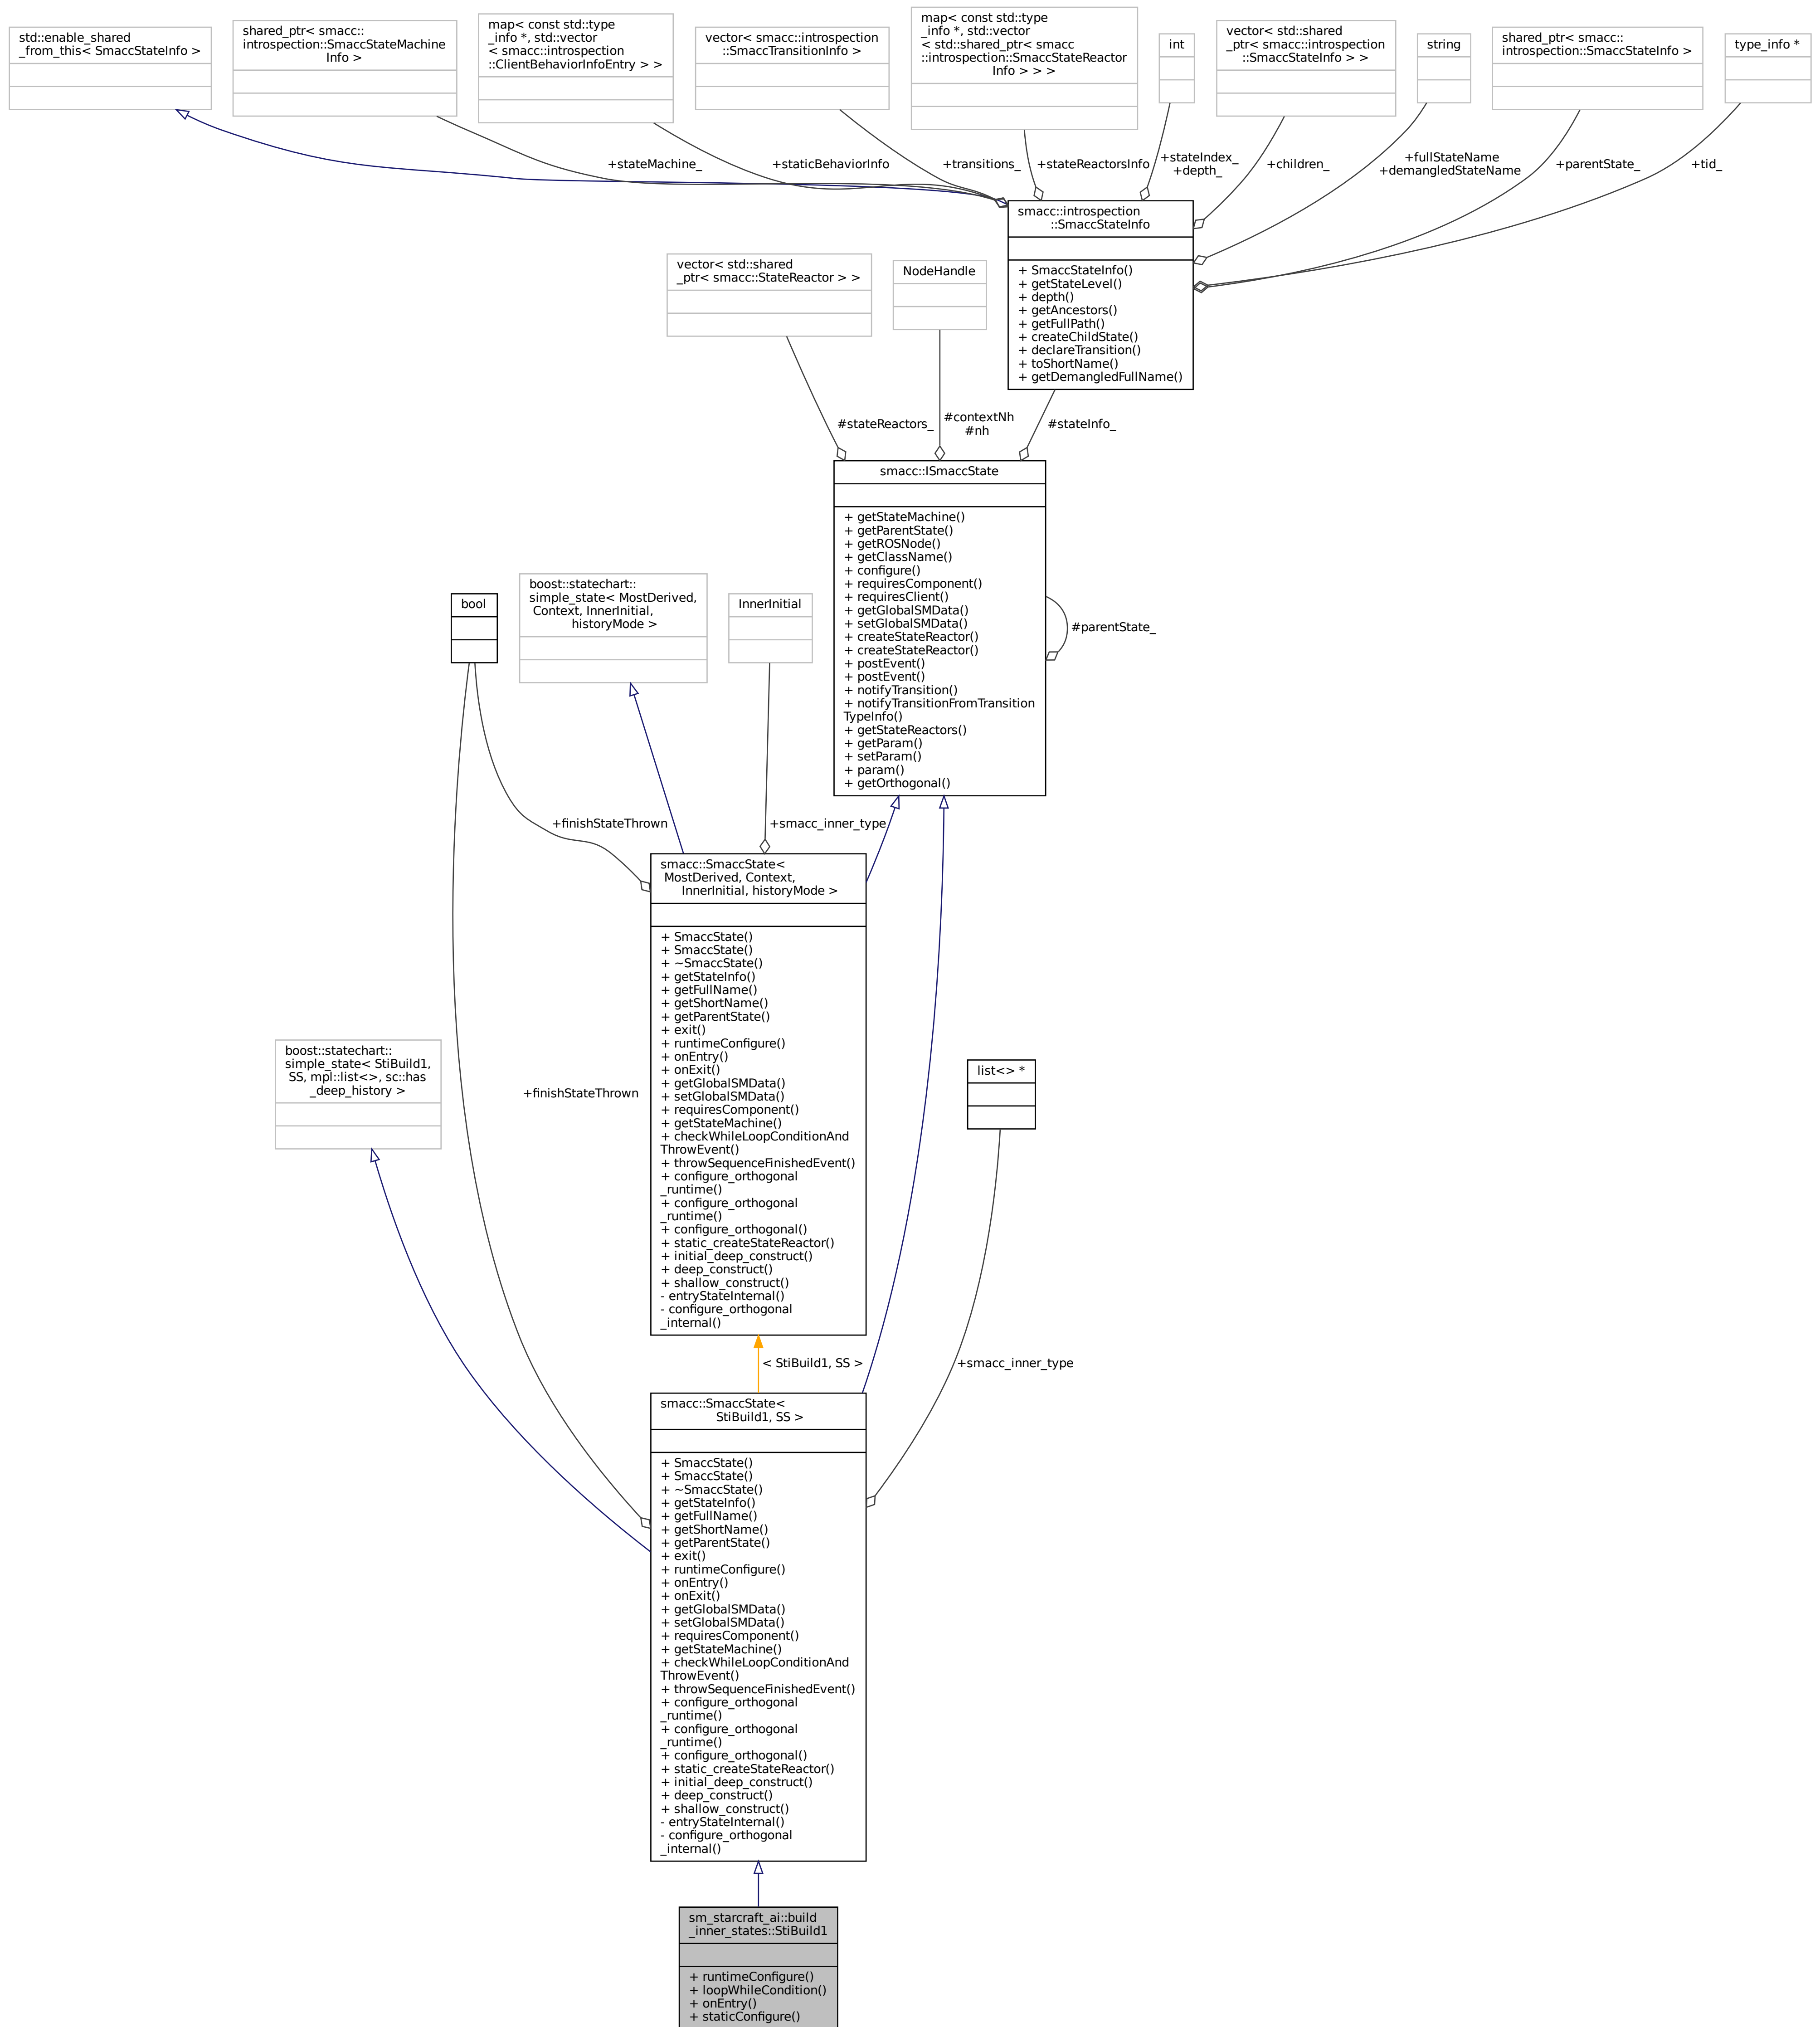 std::enable_shared
_from_this< SmaccStateInfo >
shared_ptr< smacc::
introspection::SmaccStateMachine
Info >
map< const std::type
_info *, std::vector
< smacc::introspection
::ClientBehaviorInfoEntry > >
vector< smacc::introspection
::SmaccTransitionInfo >
map< const std::type
_info *, std::vector
< std::shared_ptr< smacc
::introspection::SmaccStateReactor
Info > > >
int
vector< std::shared
_ptr< smacc::introspection
::SmaccStateInfo > >
string
shared_ptr< smacc::
introspection::SmaccStateInfo >
type_info *
+stateMachine_
+staticBehaviorInfo
+transitions_
+stateReactorsInfo
+stateIndex_
+depth_
+children_
+fullStateName
+demangledStateName
+parentState_
+tid_
smacc::introspection
::SmaccStateInfo
+ SmaccStateInfo()
+ getStateLevel()
+ depth()
+ getAncestors()
+ getFullPath()
+ createChildState()
+ declareTransition()
+ toShortName()
+ getDemangledFullName()
vector< std::shared
_ptr< smacc::StateReactor > >
NodeHandle
#stateReactors_
#contextNh
#nh
#stateInfo_
smacc::ISmaccState
+ getStateMachine()
+ getParentState()
+ getROSNode()
+ getClassName()
+ configure()
+ requiresComponent()
+ requiresClient()
+ getGlobalSMData()
+ setGlobalSMData()
+ createStateReactor()
+ createStateReactor()
+ postEvent()
+ postEvent()
+ notifyTransition()
+ notifyTransitionFromTransition
TypeInfo()
+ getStateReactors()
+ getParam()
+ setParam()
+ param()
+ getOrthogonal()
#parentState_
bool
boost::statechart::
simple_state< MostDerived,
Context, InnerInitial,
historyMode >
InnerInitial
+finishStateThrown
+smacc_inner_type
smacc::SmaccState<
MostDerived, Context,
InnerInitial, historyMode >
+ SmaccState()
+ SmaccState()
+ ~SmaccState()
+ getStateInfo()
+ getFullName()
+ getShortName()
+ getParentState()
+ exit()
+ runtimeConfigure()
+ onEntry()
+ onExit()
+ getGlobalSMData()
+ setGlobalSMData()
+ requiresComponent()
+ getStateMachine()
+ checkWhileLoopConditionAnd
ThrowEvent()
+ throwSequenceFinishedEvent()
+ configure_orthogonal
_runtime()
+ configure_orthogonal
_runtime()
+ configure_orthogonal()
+ static_createStateReactor()
+ initial_deep_construct()
+ deep_construct()
+ shallow_construct()
- entryStateInternal()
- configure_orthogonal
_internal()
boost::statechart::
simple_state< StiBuild1,
SS, mpl::list<>, sc::has
_deep_history >
+finishStateThrown
list<> *
< StiBuild1, SS >
+smacc_inner_type
smacc::SmaccState<
StiBuild1, SS >
+ SmaccState()
+ SmaccState()
+ ~SmaccState()
+ getStateInfo()
+ getFullName()
+ getShortName()
+ getParentState()
+ exit()
+ runtimeConfigure()
+ onEntry()
+ onExit()
+ getGlobalSMData()
+ setGlobalSMData()
+ requiresComponent()
+ getStateMachine()
+ checkWhileLoopConditionAnd
ThrowEvent()
+ throwSequenceFinishedEvent()
+ configure_orthogonal
_runtime()
+ configure_orthogonal
_runtime()
+ configure_orthogonal()
+ static_createStateReactor()
+ initial_deep_construct()
+ deep_construct()
+ shallow_construct()
- entryStateInternal()
- configure_orthogonal
_internal()
sm_starcraft_ai::build
_inner_states::StiBuild1
+ runtimeConfigure()
+ loopWhileCondition()
+ onEntry()
+ staticConfigure()